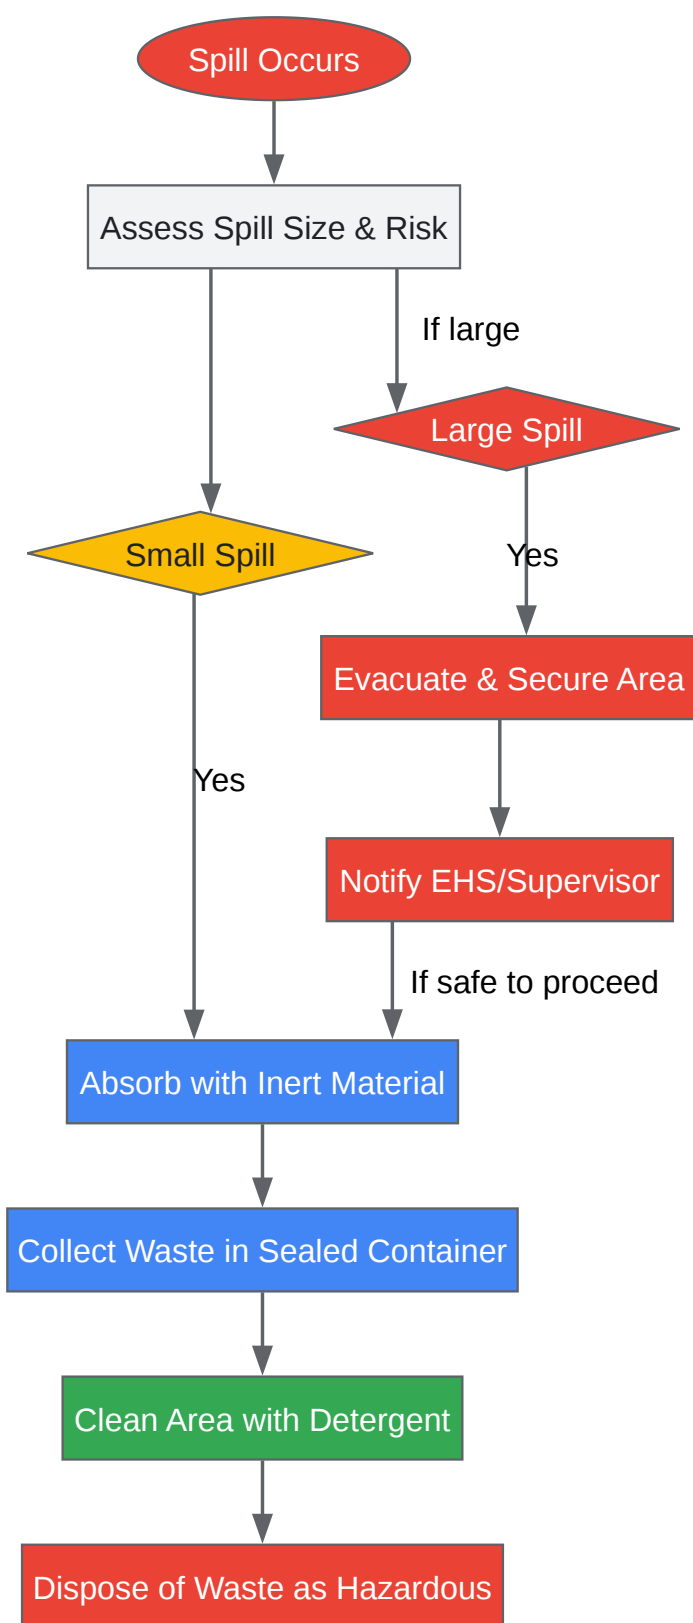 Spill Occurs
Assess Spill Size & Risk
If large
Large Spill
Small Spill
Yes
Evacuate & Secure Area
Yes
Notify EHS/Supervisor
If safe to proceed
Absorb with Inert Material
Collect Waste in Sealed Container
Clean Area with Detergent
Dispose of Waste as Hazardous